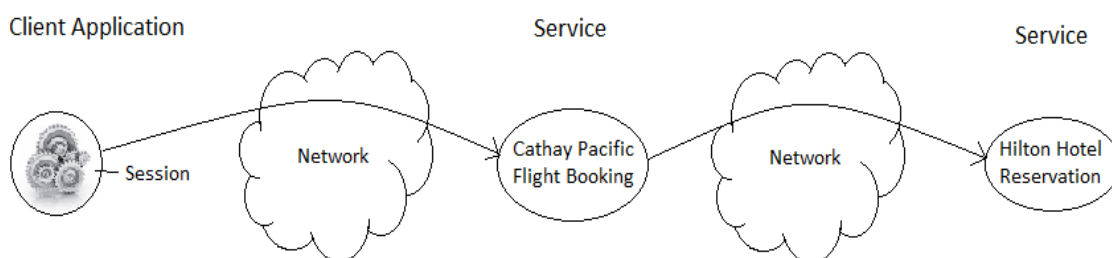 Client Application
Service
Service
Session
Network
Cathay Pacific
Flight Booking
Network
Hilton Hotel
Reservation